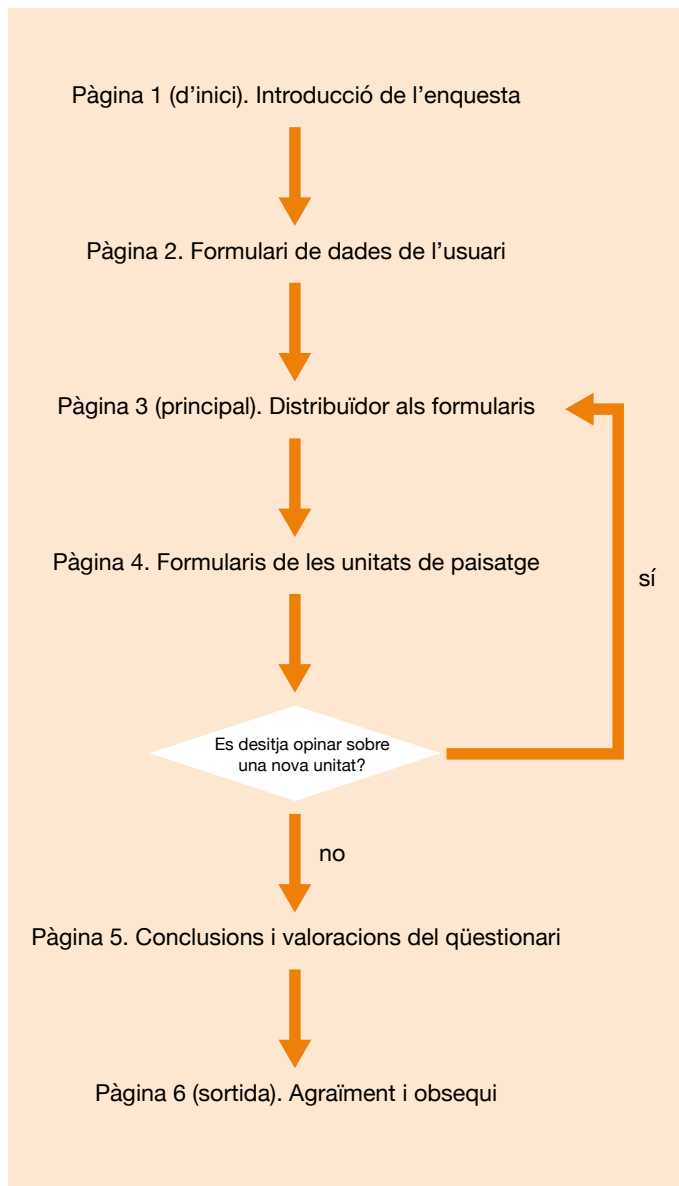 Pàgina 1 (d'inici). Introducció de l'enquesta
Pàgina 2. Formulari de dades de l'usuari
Pàgina 3 (principal). Distribuïdor als formularis
Pàgina 4. Formularis de les unitats de paisatge
sí
Es desitja opinar sobre
una nova unitat?
no
Pàgina 5. Conclusions i valoracions del qüestionari
Pàgina 6 (sortida). Agraïment i obsequi